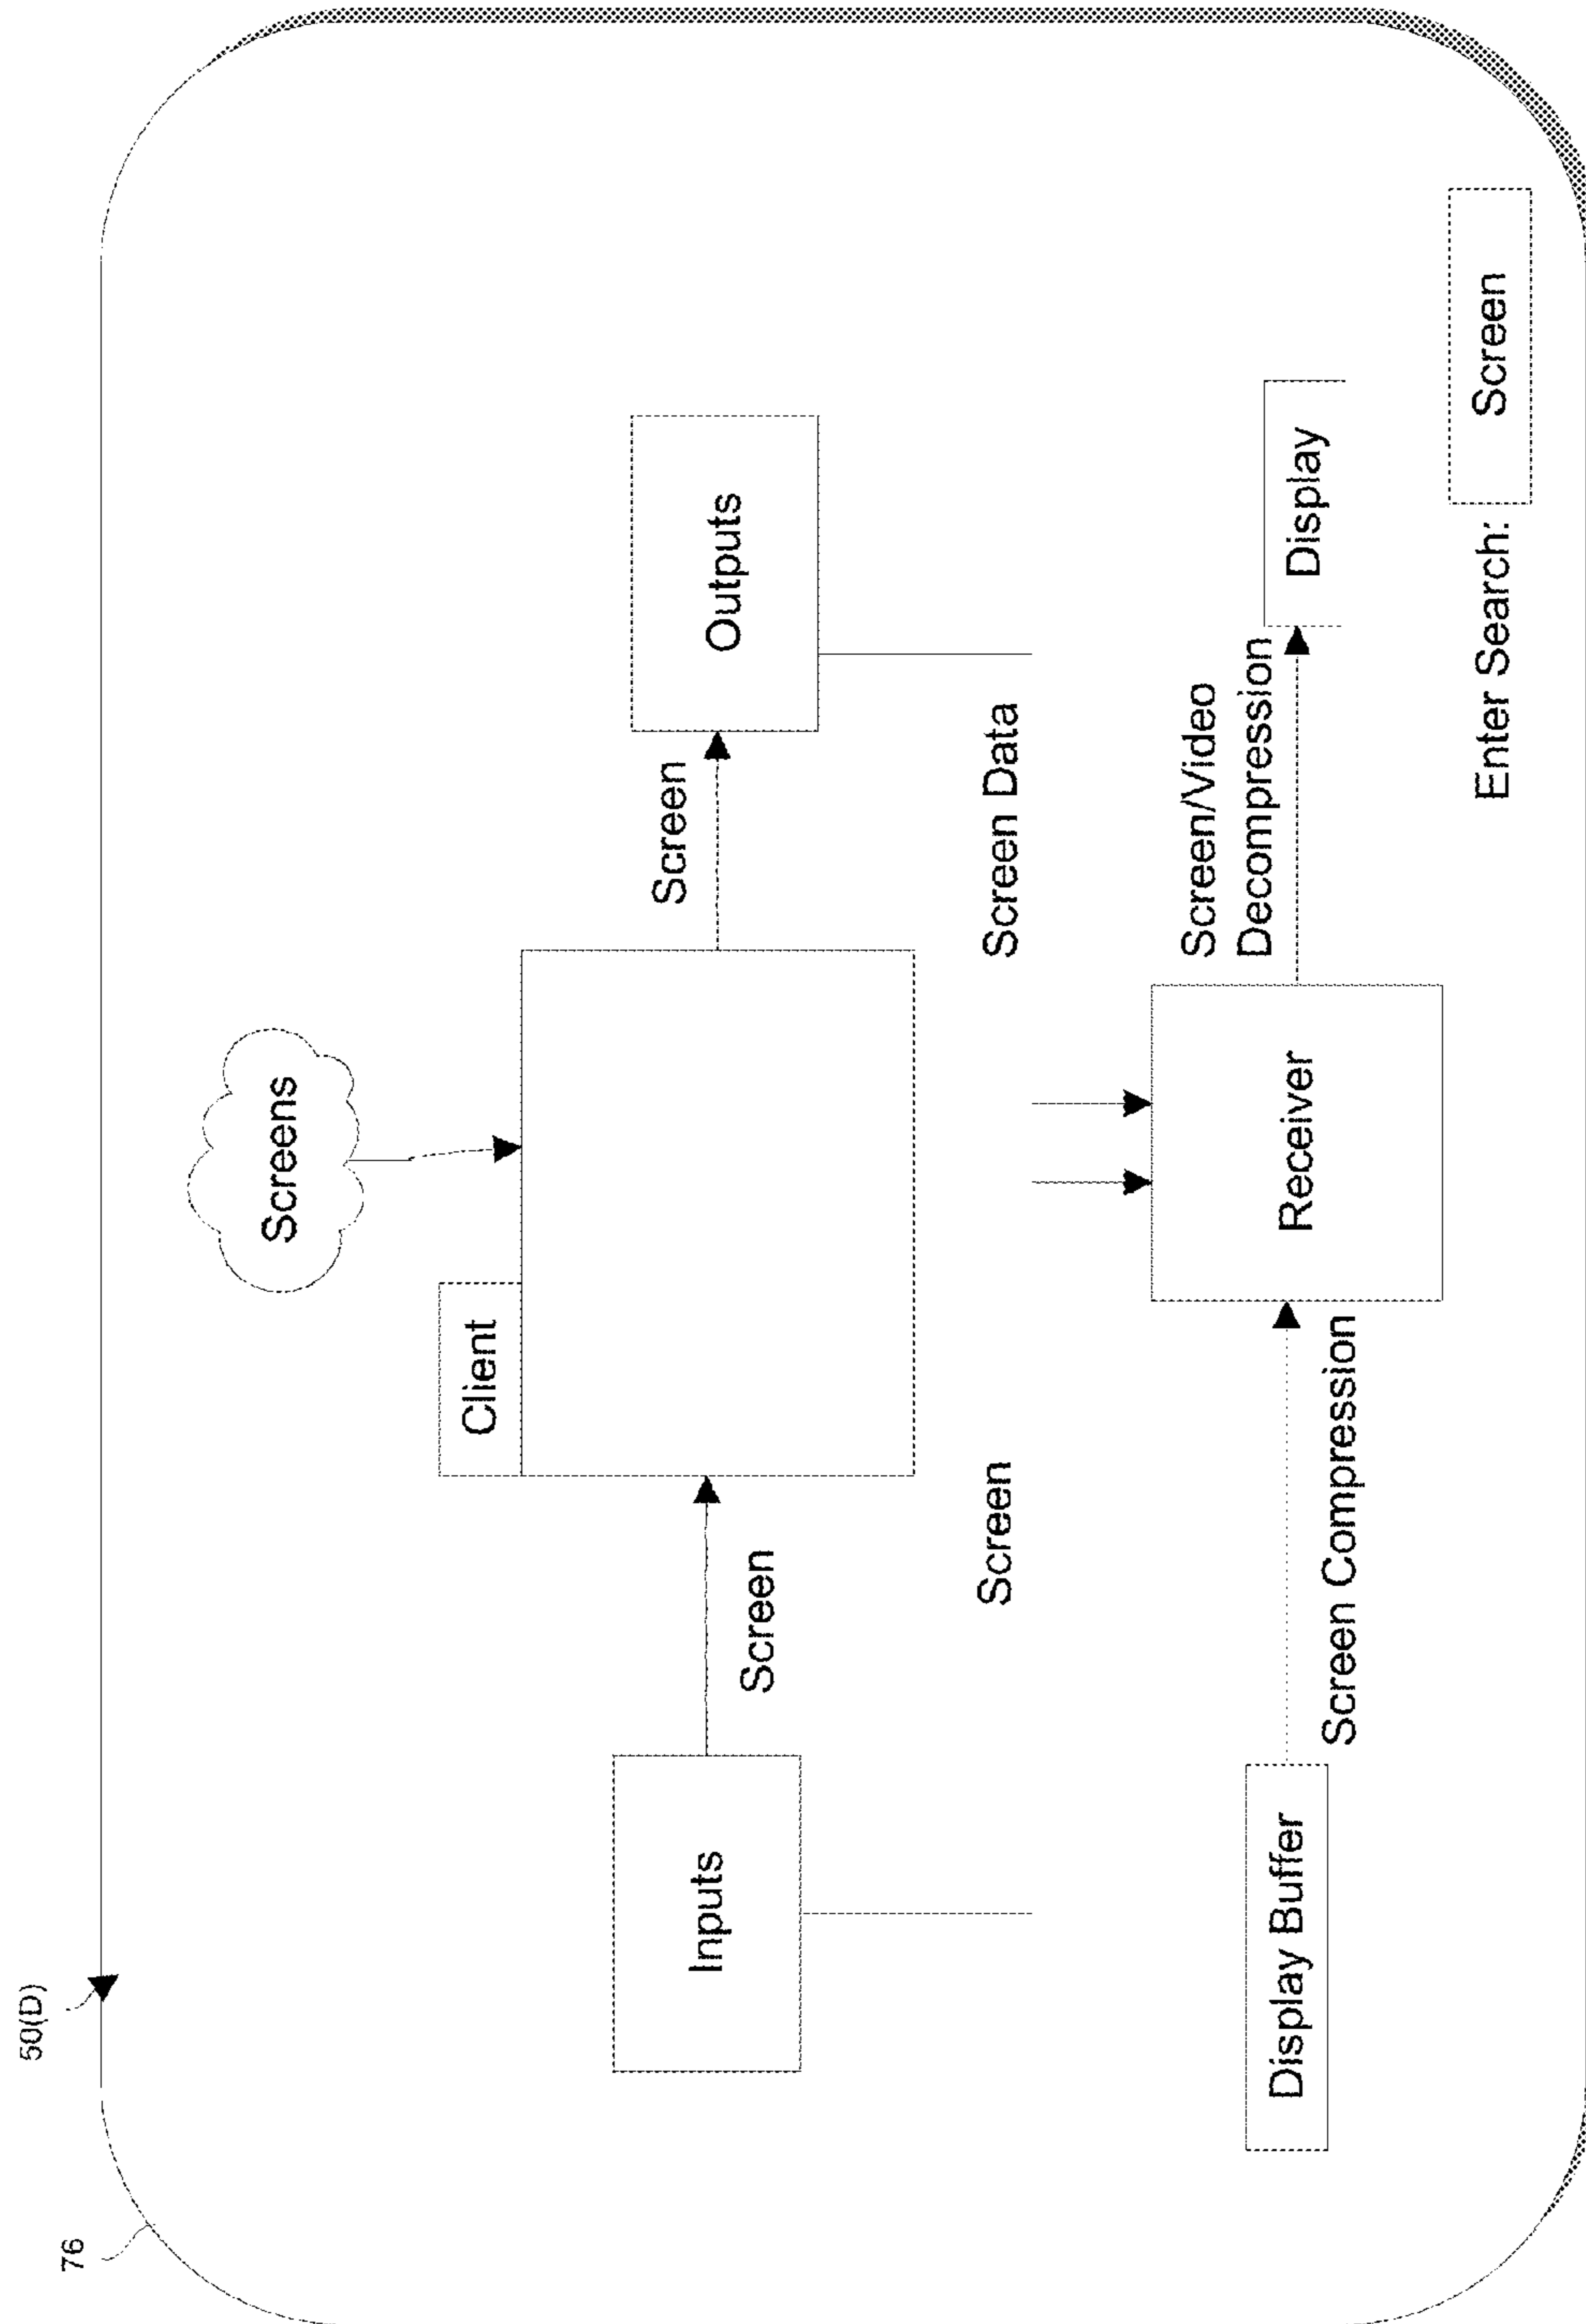 50(D)
76
Screens
Client
Inputs
Screen
Screen
Outputs
Screen
Screen Data
Display Buffer
Screen Compression
Receiver
Screen/Video
Decompression
Display
Enter Search:
Screen